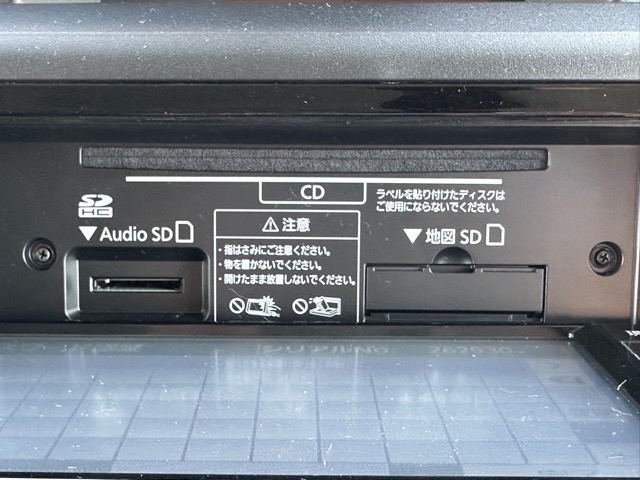 CD
ラベルを貼り付けたディスクは
ご使用にならないでください。
SD
HC
▼Audio SD
⚠注意
・指はさみにご注意ください。
・物を置かないでください。
・開けたまま放置しないでください。
▼地図 SD